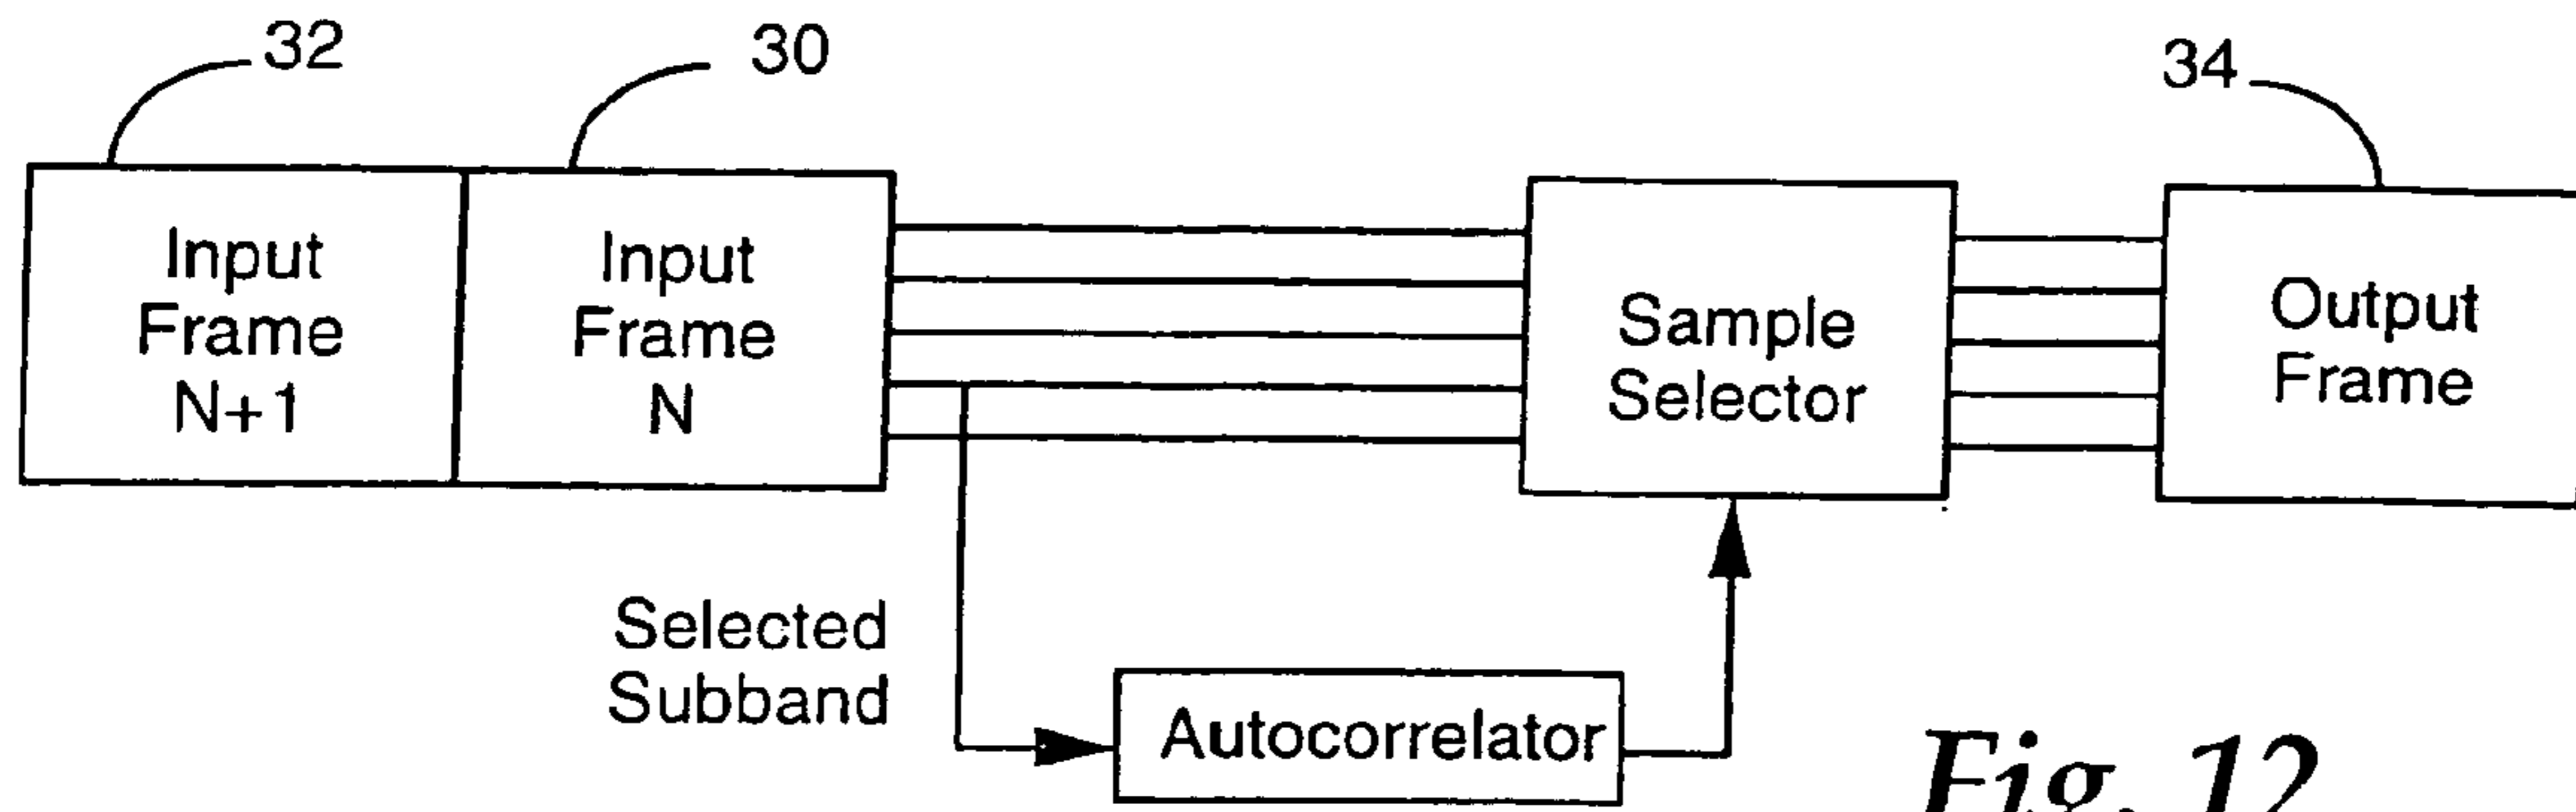 32
30
34
Input
Frame
N+1
Input
Frame
N
Sample
Selector
Output
Frame
Selected
Subband
Autocorrelator
Fig. 12